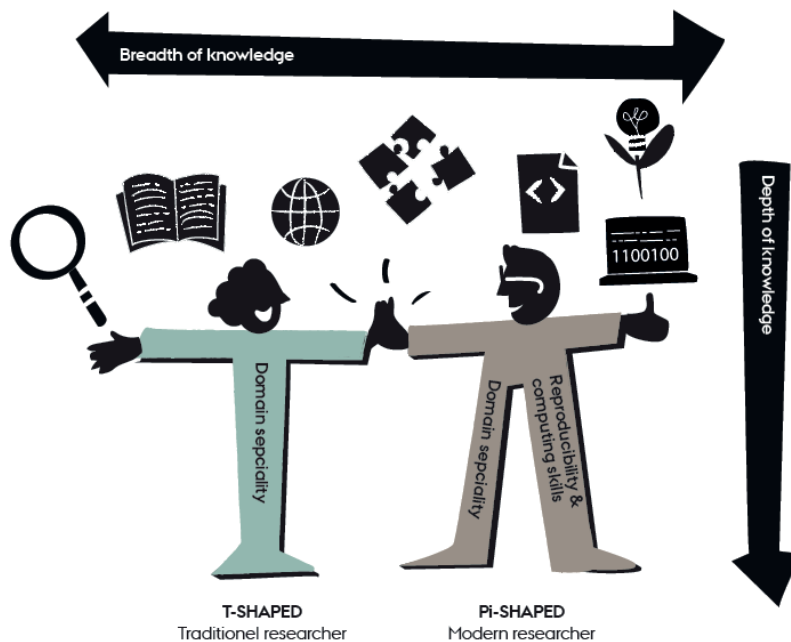 Breadth of knowledge
Depth of knowledge
1100100
Domain sepciality
Domain sepciality
Reproducibility &
computing skills
T-SHAPED
Traditionel researcher
Pi-SHAPED
Modern researcher